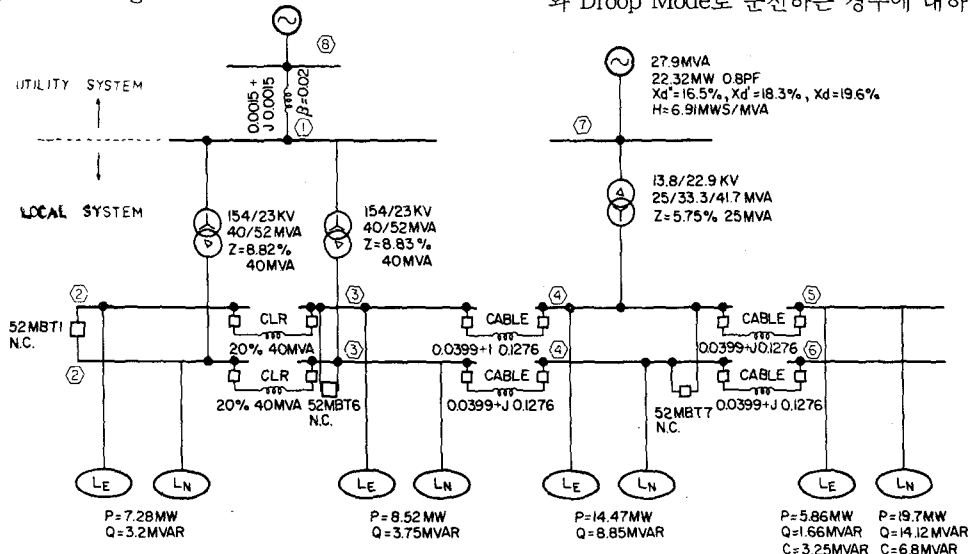 와 Droop Mode로 운전하는 경우에 대하
⑧
UTILITY SYSTEM
0.0015 +
J 0.0015
β=0.02
①
LOCAL SYSTEM
27.9MVA
22.32MW 0.8PF
Xd"=16.5%, Xd'=18.3%, Xd=19.6%
H=6.91MWS/MVA
⑦
13.8/22.9 KV
25/33.3/41.7 MVA
Z=5.75% 25MVA
154/23KV
40/52MVA
Z=8.82%
40MVA
154/23KV
40/52MVA
Z=8.83%
40MVA
②
③
④
⑤
52MBT1
N.C.
CLR
20% 40MVA
CABLE
0.0399+J 0.1276
CABLE
0.0399+J0.1276
②
③
④
⑥
CLR
20% 40MVA
52MBT6
N.C.
CABLE
0.0399+J 0.1276
52MBT7
N.C.
CABLE
0.0399+J 0.1276
LE
LN
LE
LN
LE
LN
LE
LN
P=7.28MW
Q=3.2MVAR
P=8.52MW
Q=3.75MVAR
P=14.47MW
Q=8.85MVAR
P=5.86MW
Q=1.66MVAR
C=3.25MVAR
P=19.7MW
Q=14.12MVAR
C=6.8MVAR